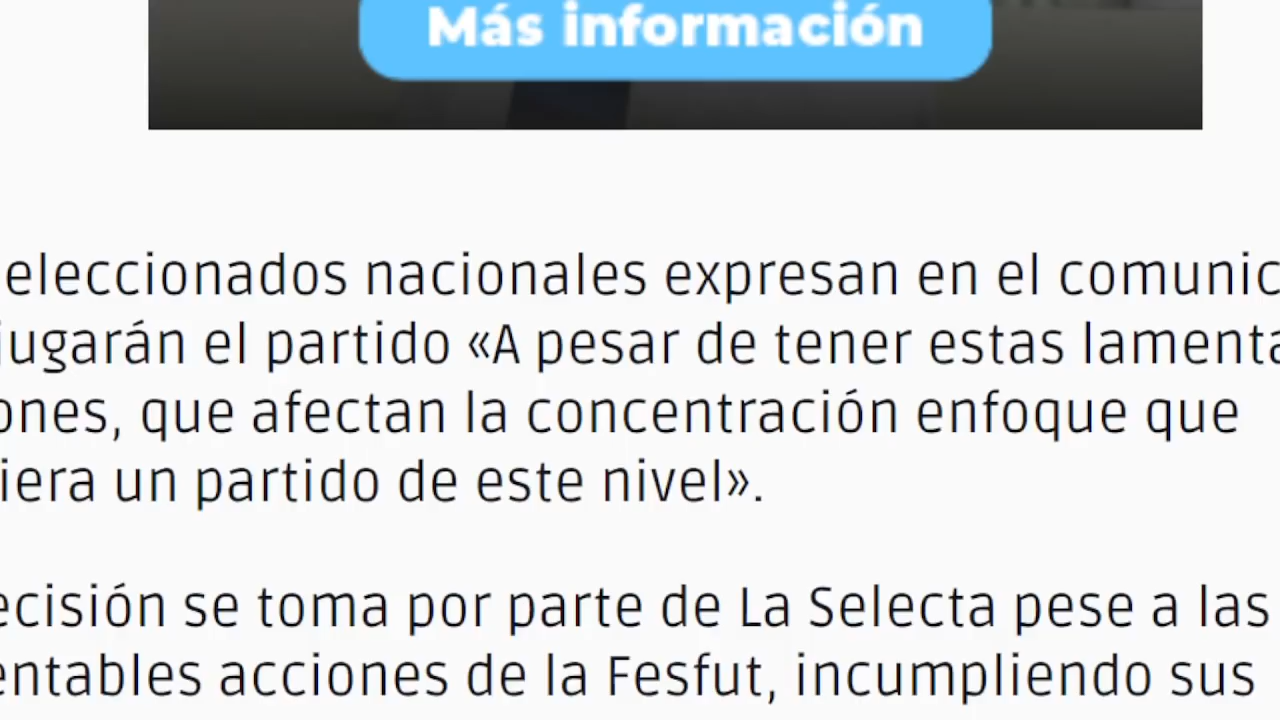 Más información
eleccionados nacionales expresan en el comunic
jugarán el partido «A pesar de tener estas lamenta
ones, que afectan la concentración enfoque que
iera un partido de este nivel».
ecisión se toma por parte de La Selecta pese a las
entables acciones de la Fesfut, incumpliendo sus